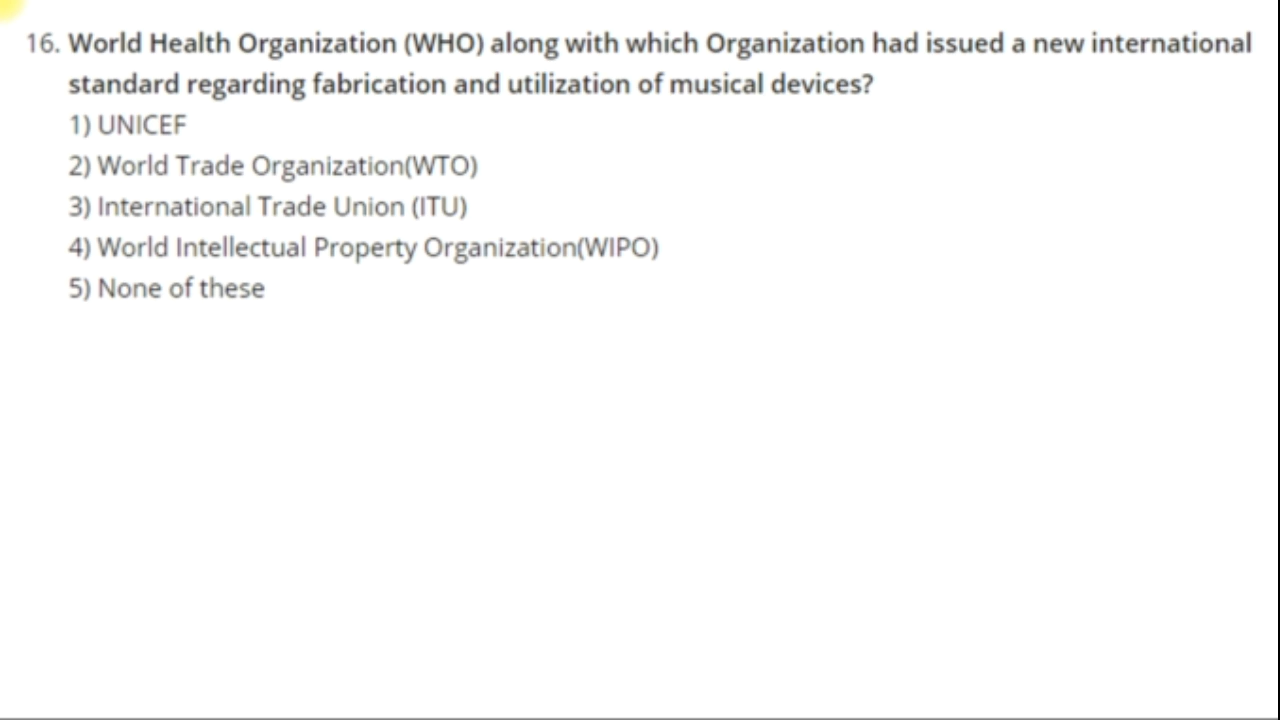 16. World Health Organization (WHO) along with which Organization had issued a new international
standard regarding fabrication and utilization of musical devices?
1) UNICEF
2) World Trade Organization(WTO)
3) International Trade Union (ITU)
4) World Intellectual Property Organization(WIPO)
5) None of these